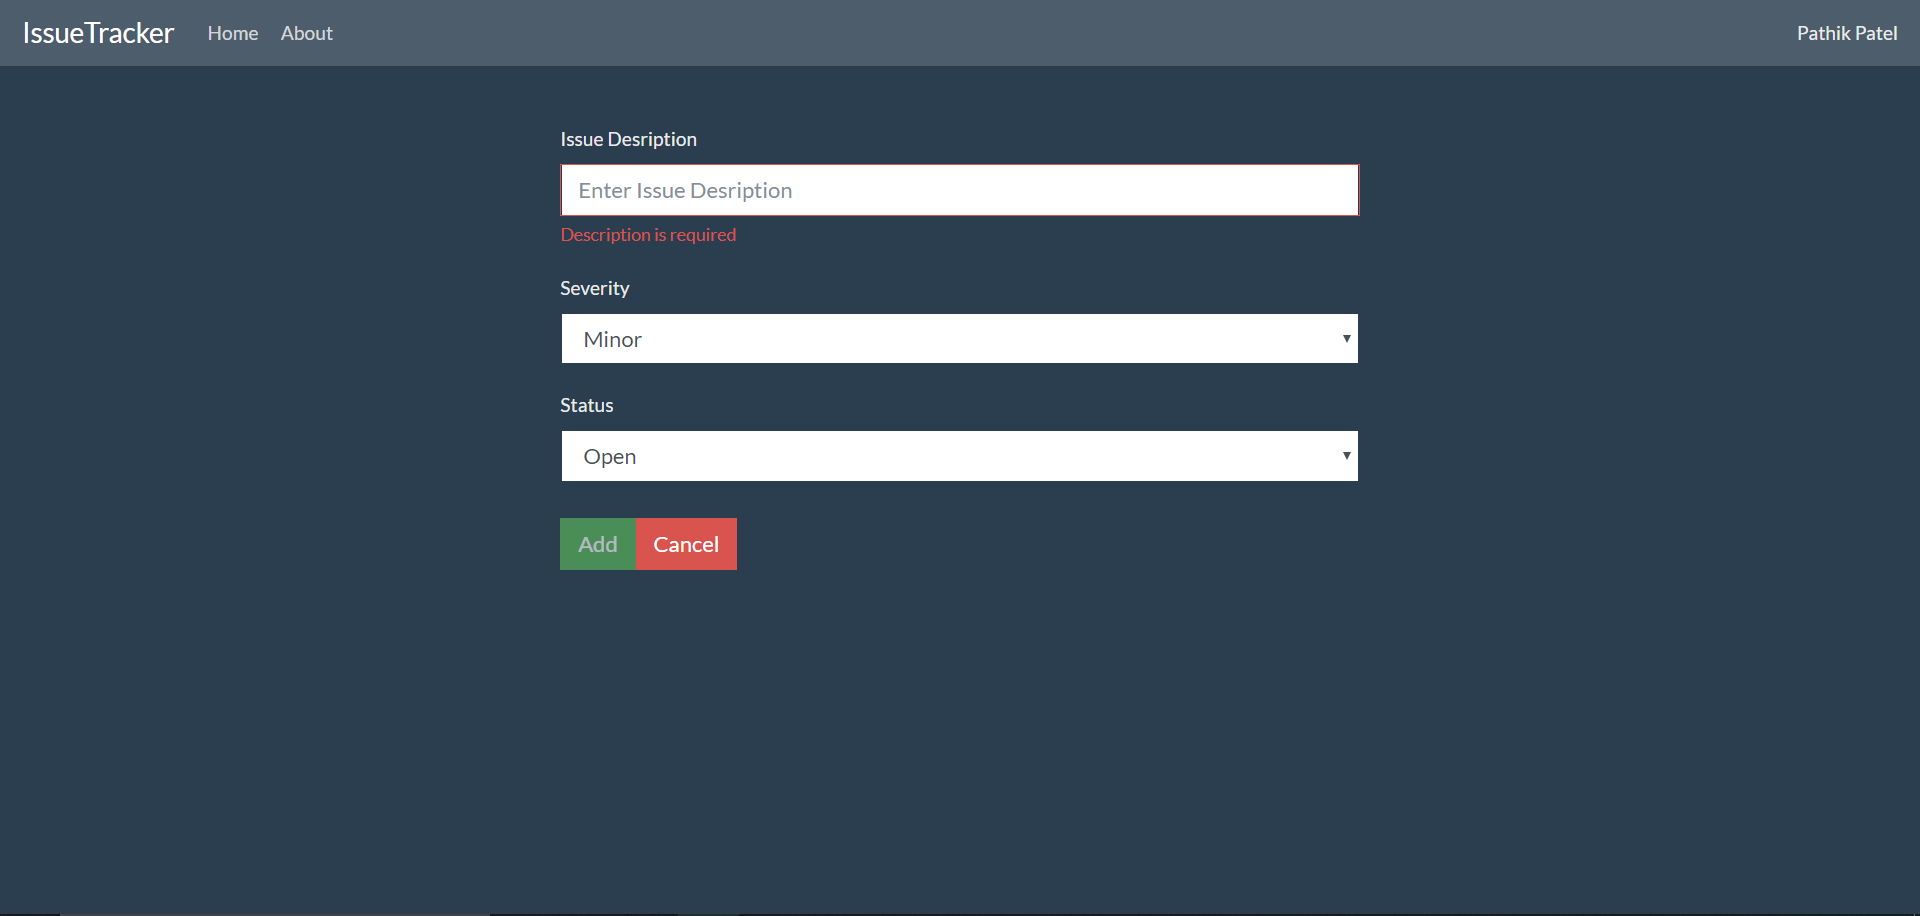 IssueTracker Home About Pathik Patel
Issue Desription
Enter Issue Desription
Description is required
Severity
Minor
Status
Open
Add Cancel